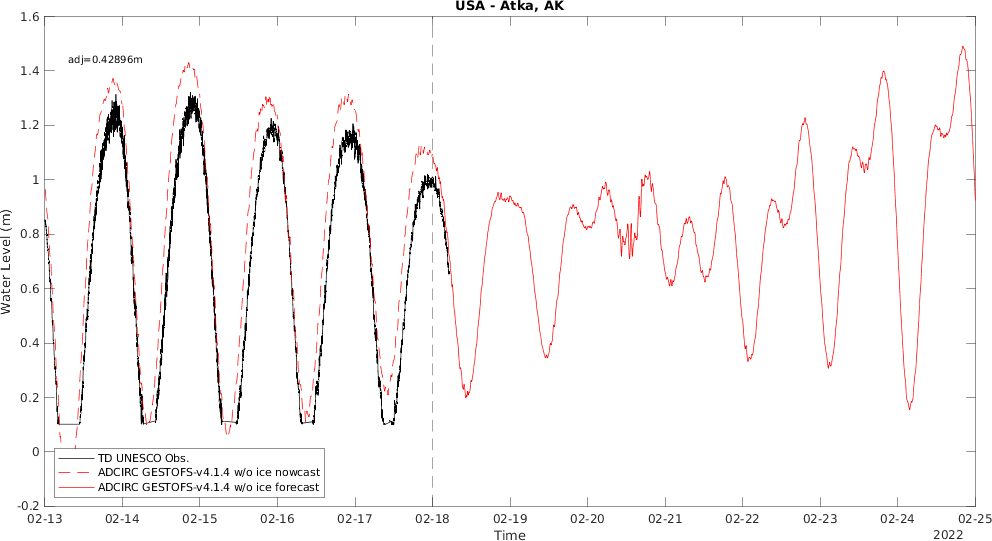 USA - Atka, AK
1.6
1.4
1.2
1
0.8
0.6
0.4
0.2
0
-0.2
Water Level (m)
adj=0.42896m
TD UNESCO Obs.
ADCIRC GESTOFS-v4.1.4 w/o ice nowcast
ADCIRC GESTOFS-v4.1.4 w/o ice forecast
02-13 02-14 02-15 02-16 02-17 02-18 02-19 02-20 02-21 02-22 02-23 02-24 02-25
Time
2022